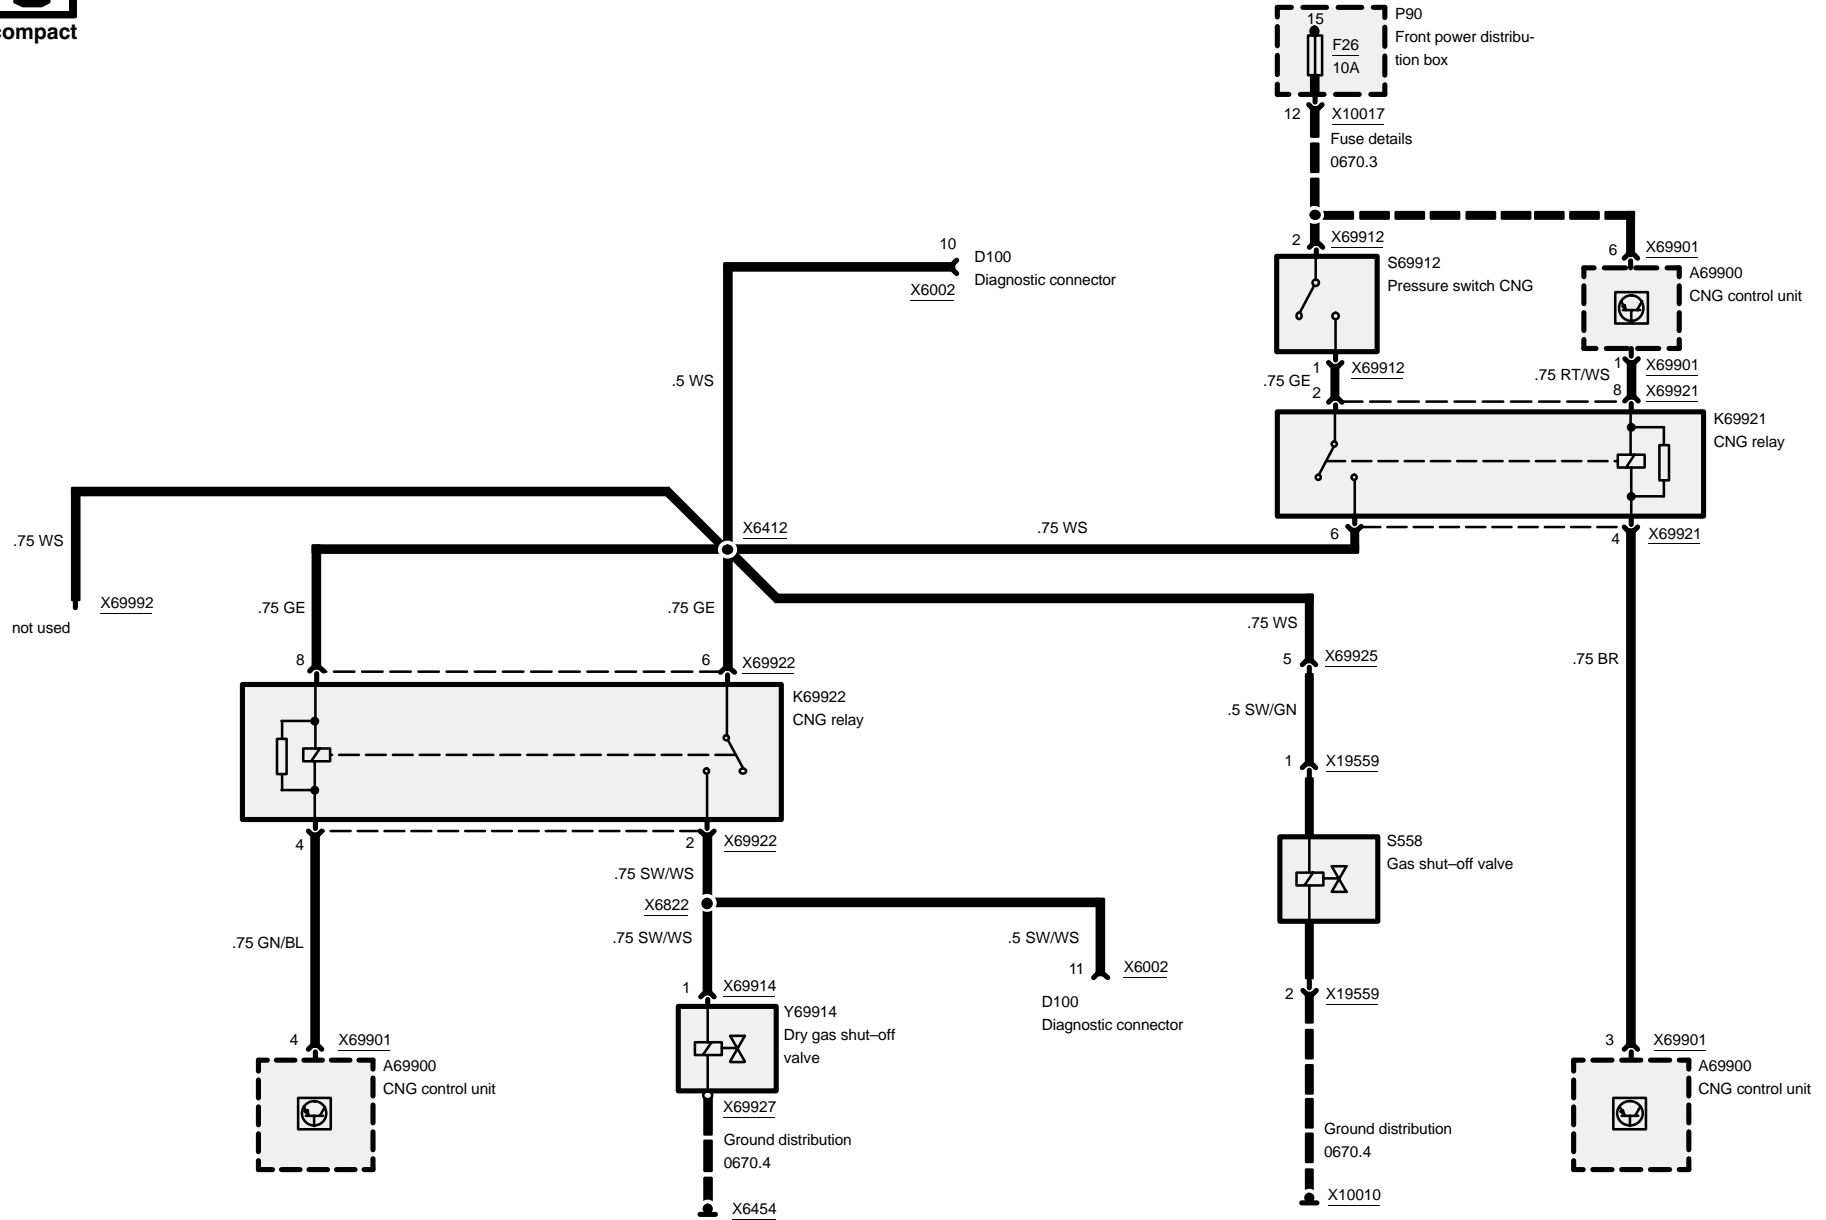 compact
15
P90
Front power distribu-
tion box
F26
10A
12
X10017
Fuse details
0670.3
2
X69912
6
X69901
10
D100
Diagnostic connector
X6002
S69912
Pressure switch CNG
A69900
CNG control unit
.5 WS
1
X69912
.75 GE
2
.75 RT/WS
1
X69901
8
X69921
K69921
CNG relay
.75 WS
X6412
.75 WS
6
4
X69921
X69992
not used
.75 GE
.75 GE
.75 WS
8
6
X69922
5
X69925
.75 BR
K69922
CNG relay
.5 SW/GN
1
X19559
4
2
X69922
S558
Gas shut–off valve
.75 SW/WS
X6822
.75 GN/BL
.75 SW/WS
.5 SW/WS
11
X6002
1
X69914
2
X19559
D100
Diagnostic connector
Y69914
Dry gas shut–off
valve
4
X69901
A69900
CNG control unit
3
X69901
A69900
CNG control unit
X69927
Ground distribution
0670.4
Ground distribution
0670.4
X6454
X10010